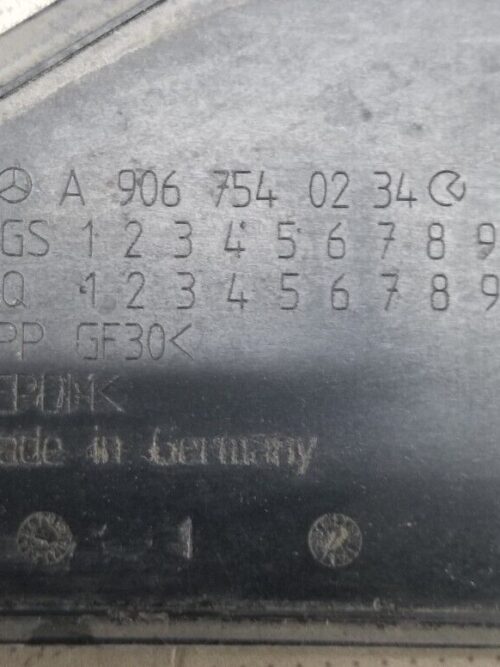 A 906 754 02 34
GS 1 2 3 4 5 6 7 8 9
Q 1 2 3 4 5 6 7 8 9
PP GF30<
EPDM<
ade in Germany